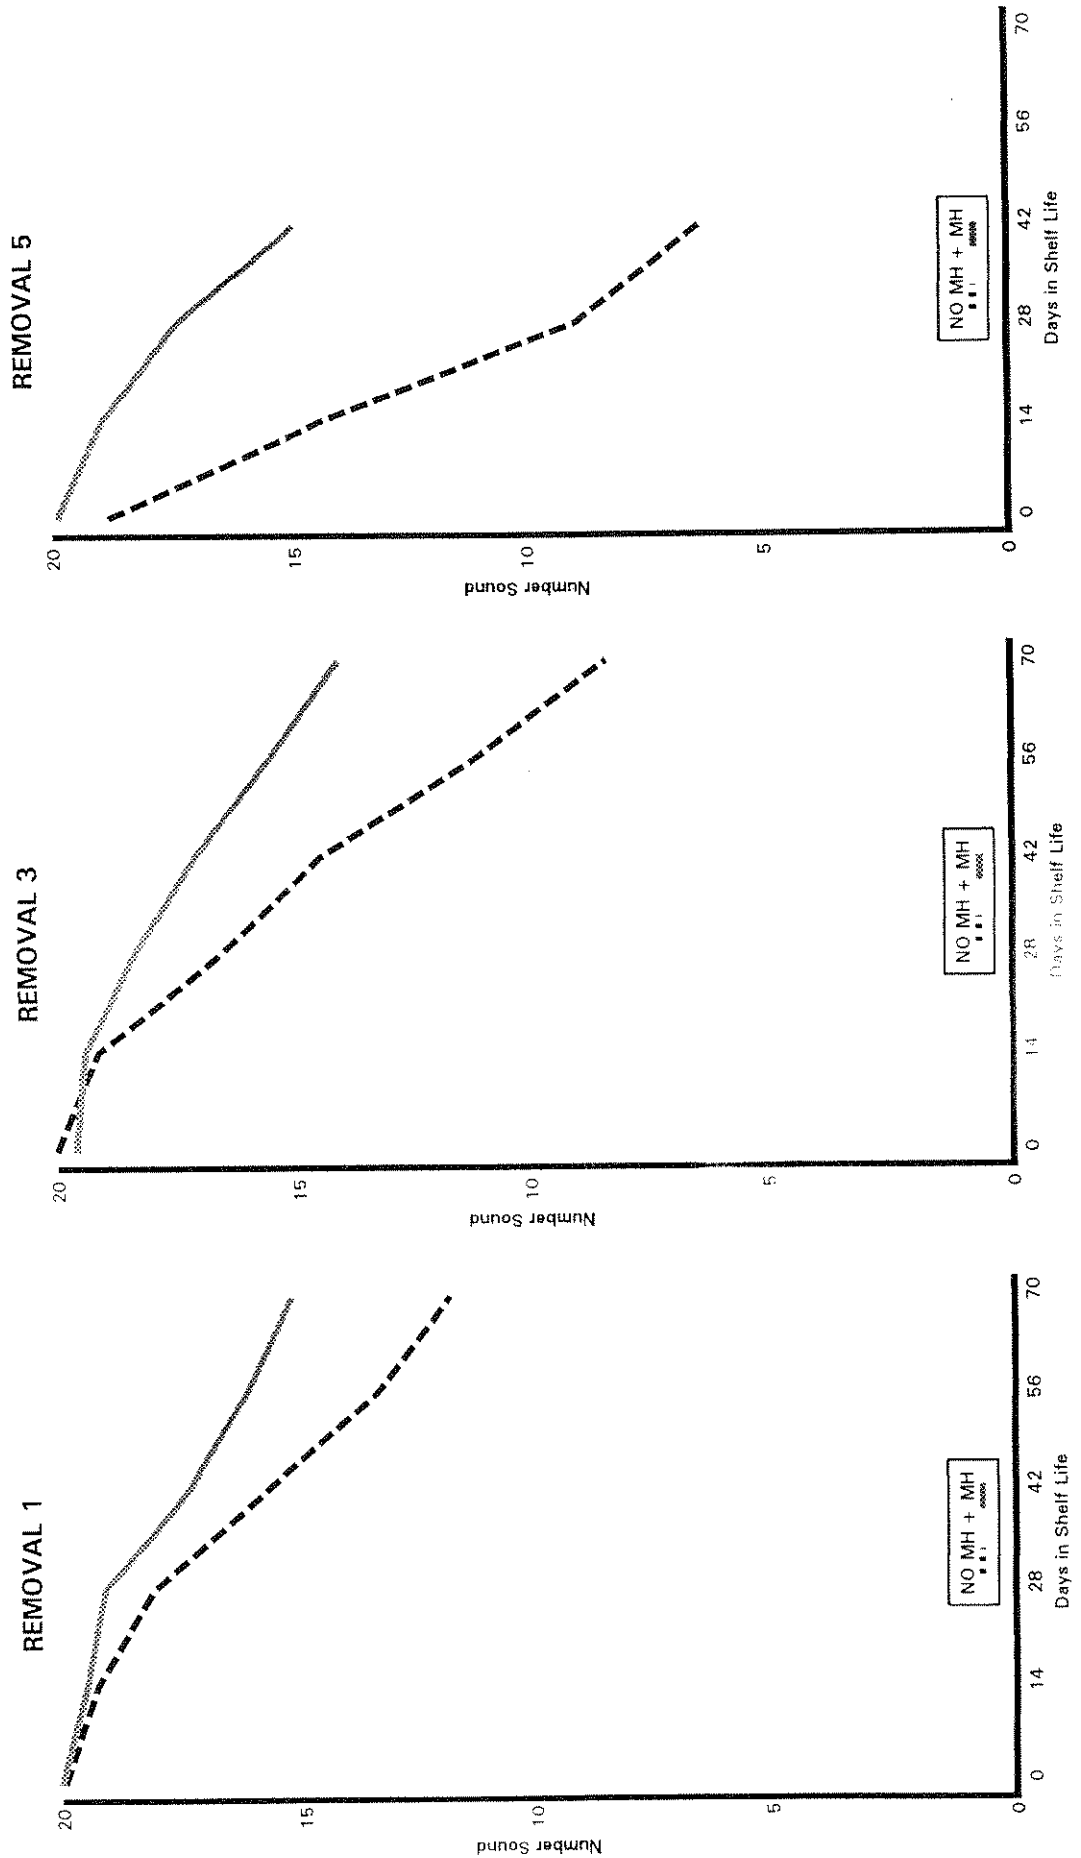 REMOVAL 1
20
15
10
5
0
Number Sound
NO MH + MH
0 14 28 42 56 70
Days in Shelf Life
REMOVAL 3
20
15
10
5
0
Number Sound
NO MH + MH
0 14 28 42 56 70
Days in Shelf Life
REMOVAL 5
20
15
10
5
0
Number Sound
NO MH + MH
0 14 28 42 56 70
Days in Shelf Life